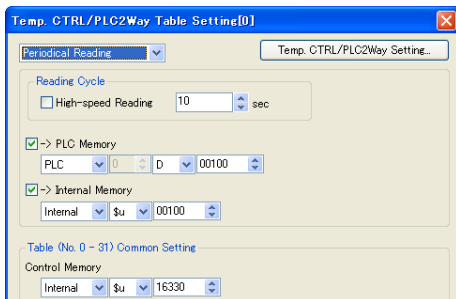 Temp. CTRL/PLC2Way Table Setting[0]
Periodical Reading Temp. CTRL/PLC2Way Setting...
Reading Cycle
High-speed Reading 10 sec
-> PLC Memory
PLC 0 D 00100
-> Internal Memory
Internal $u 00100
Table (No. 0 - 31) Common Setting
Control Memory
Internal $u 16330